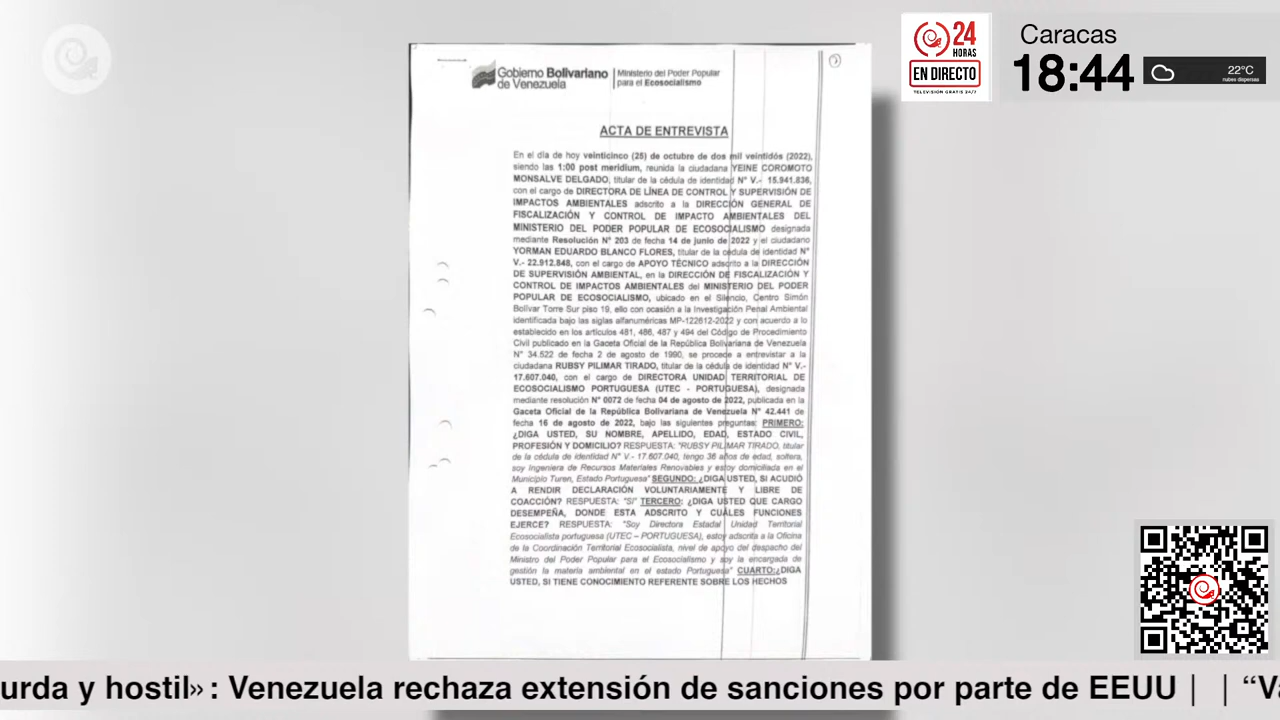 24
HORAS
EN DIRECTO
TELEVISIÓN GRATIS 24/7
Caracas
18:44
22°C
nubes dispersas
Gobierno Bolivariano
de Venezuela
Ministerio del Poder Popular
para el Ecosocialismo
ACTA DE ENTREVISTA
En el día de hoy veinticinco (25) de octubre de dos mil veintidós (2022),
siendo las 1:00 post meridium, reunida la ciudadana YEINE COROMOTO
MONSALVE DELGADO, titular de la cédula de identidad N° V.- 15.941.836,
con el cargo de DIRECTORA DE LÍNEA DE CONTROL Y SUPERVISIÓN DE
IMPACTOS AMBIENTALES adscrito a la DIRECCIÓN GENERAL DE
FISCALIZACIÓN Y CONTROL DE IMPACTO AMBIENTALES DEL
MINISTERIO DEL PODER POPULAR DE ECOSOCIALISMO designada
mediante Resolución N° 203 de fecha 14 de junio de 2022 y el ciudadano
YORMAN EDUARDO BLANCO FLORES, titular de la cédula de identidad N°
V.- 22.912.848, con el cargo de APOYO TÉCNICO adscrito a la DIRECCIÓN
DE SUPERVISIÓN AMBIENTAL, en la DIRECCIÓN DE FISCALIZACIÓN Y
CONTROL DE IMPACTOS AMBIENTALES del MINISTERIO DEL PODER
POPULAR DE ECOSOCIALISMO, ubicado en el Silencio, Centro Simón
Bolívar Torre Sur piso 19, ello con ocasión a la Investigación Penal Ambiental
identificada bajo las siglas alfanuméricas MP-122612-2022 y con acuerdo a lo
establecido en los artículos 481, 486, 487 y 494 del Código de Procedimiento
Civil publicado en la Gaceta Oficial de la República Bolivariana de Venezuela
N° 34.522 de fecha 2 de agosto de 1990, se procede a entrevistar a la
ciudadana RUBSY PILIMAR TIRADO, titular de la cédula de identidad N° V.-
17.607.040, con el cargo de DIRECTORA UNIDAD TERRITORIAL DE
ECOSOCIALISMO PORTUGUESA (UTEC - PORTUGUESA), designada
mediante resolución N° 0072 de fecha 04 de agosto de 2022, publicada en la
Gaceta Oficial de la República Bolivariana de Venezuela N° 42.441 de
fecha 16 de agosto de 2022, bajo las siguientes preguntas: PRIMERO:
¿DIGA USTED, SU NOMBRE, APELLIDO, EDAD, ESTADO CIVIL,
PROFESIÓN Y DOMICILIO? RESPUESTA: "RUBSY PILIMAR TIRADO, titular
de la cédula de identidad N° V.- 17.607.040, tengo 36 años de edad, soltera,
soy Ingeniera de Recursos Materiales Renovables y estoy domiciliada en el
Municipio Turen, Estado Portuguesa" SEGUNDO: ¿DIGA USTED, SI ACUDIÓ
A RENDIR DECLARACIÓN VOLUNTARIAMENTE Y LIBRE DE
COACCIÓN? RESPUESTA: "SI" TERCERO: ¿DIGA USTED QUE CARGO
DESEMPEÑA, DONDE ESTA ADSCRITO Y CUÁLES FUNCIONES
EJERCE? RESPUESTA: "Soy Directora Estadal Unidad Territorial
Ecosocialista portuguesa (UTEC – PORTUGUESA), estoy adscrita a la Oficina
de la Coordinación Territorial Ecosocialista, nivel de apoyo del despacho del
Ministro del Poder Popular para el Ecosocialismo y soy la encargada de
gestión la materia ambiental en el estado Portuguesa" CUARTO:¿DIGA
USTED, SI TIENE CONOCIMIENTO REFERENTE SOBRE LOS HECHOS
urda y hostil» : Venezuela rechaza extensión de sanciones por parte de EEUU | | “Va